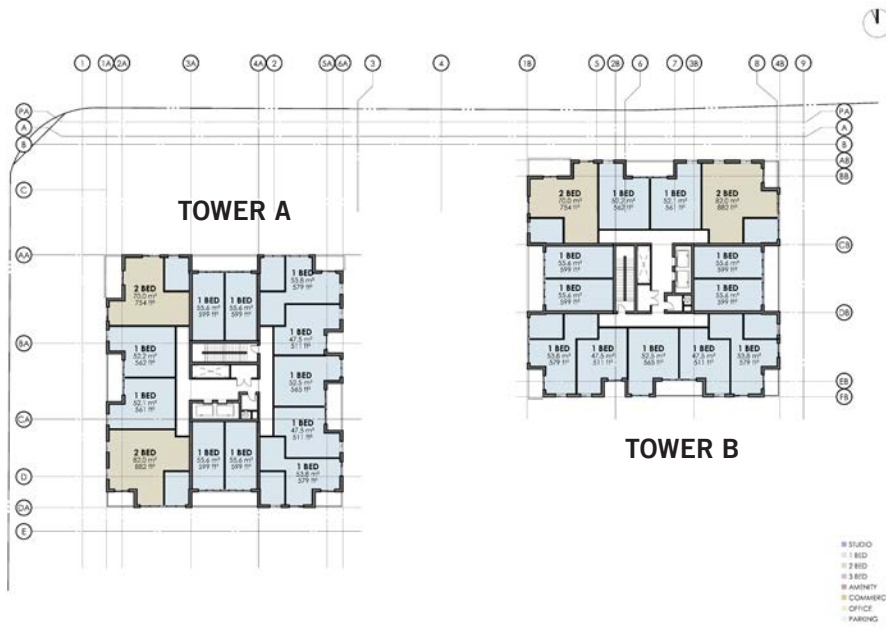 1 1A 2A 3A 4A 2 5A 6A 3 4 1B 5 2B 6 7 3B 8 4B 9
PA PA
A A
B B
AB
BB
C
TOWER A
2 BED 1 BED 1 BED 2 BED
70.0 m² 50.2 m² 52.1 m² 82.0 m²
754 ft² 562 ft² 561 ft² 882 ft²
CB
1 BED 1 BED
55.6 m² 55.6 m²
599 ft² 599 ft²
1 BED 1 BED
55.6 m² 55.6 m²
599 ft² 599 ft²
DB
1 BED 1 BED 1 BED 1 BED 1 BED
53.8 m² 47.5 m² 52.5 m² 47.5 m² 53.8 m²
579 ft² 511 ft² 565 ft² 511 ft² 579 ft²
EB
FB
TOWER B
AA
2 BED 1 BED 1 BED 1 BED
70.0 m² 55.6 m² 55.6 m² 53.8 m²
754 ft² 599 ft² 599 ft² 579 ft²
BA
1 BED 1 BED
52.2 m² 47.5 m²
562 ft² 511 ft²
1 BED 1 BED
52.1 m² 52.5 m²
561 ft² 565 ft²
CA
2 BED 1 BED 1 BED 1 BED
82.0 m² 55.6 m² 55.6 m² 47.5 m²
882 ft² 599 ft² 599 ft² 511 ft²
1 BED
53.8 m²
579 ft²
D
DA
E
STUDIO
1 BED
2 BED
3 BED
AMENITY
COMMERC
OFFICE
PARKING